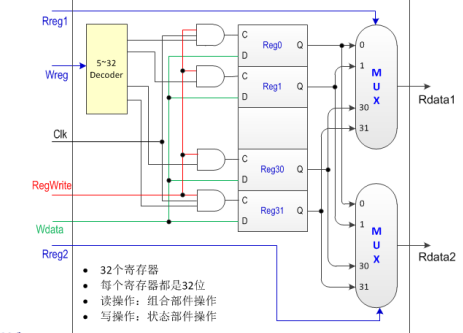 Rreg1
5~32
Decoder
Wreg
Clk
RegWrite
Wdata
Rreg2
C
Reg0
Q
D
C
Reg1
Q
D
C
Reg30
Q
D
C
Reg31
Q
D
0
1
30
31
M
U
X
Rdata1
0
1
30
31
M
U
X
Rdata2
• 32个寄存器
• 每个寄存器都是32位
• 读操作：组合部件操作
• 写操作：状态部件操作